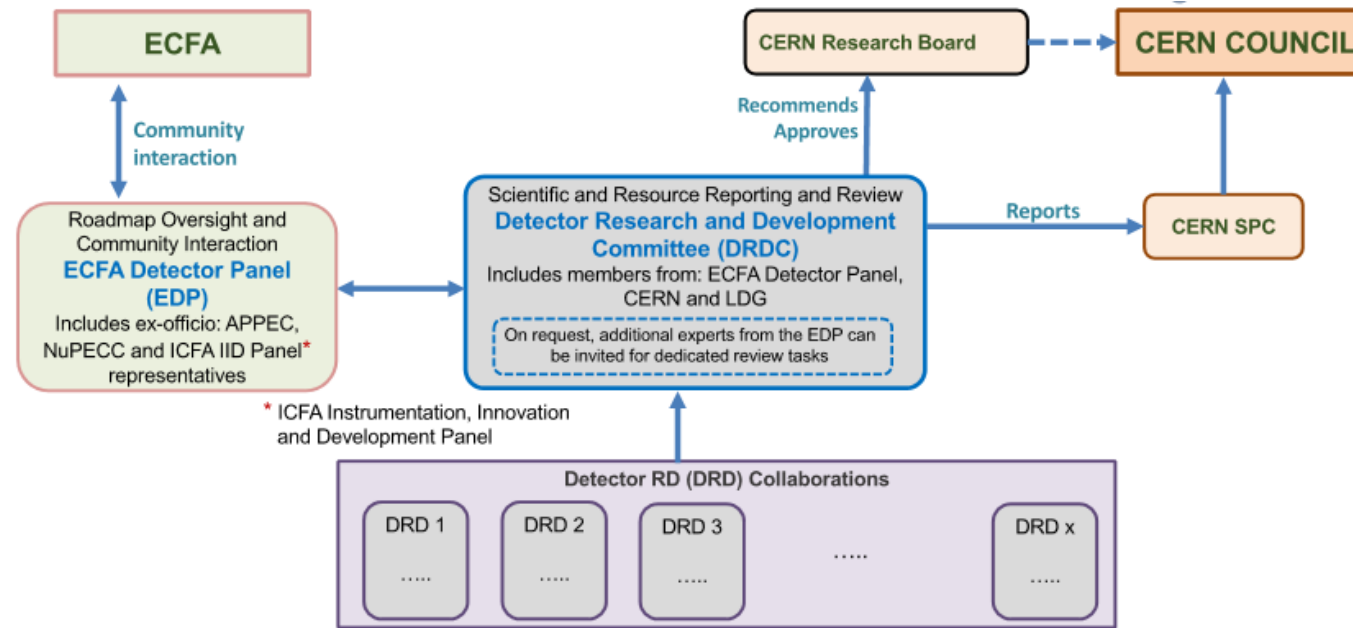 ECFA
CERN Research Board
CERN COUNCIL
Community
interaction
Recommends
Approves
Roadmap Oversight and
Community Interaction
ECFA Detector Panel
(EDP)
Includes ex-officio: APPEC,
NuPECC and ICFA IID Panel*
representatives
Scientific and Resource Reporting and Review
Detector Research and Development
Committee (DRDC)
Includes members from: ECFA Detector Panel,
CERN and LDG
On request, additional experts from the EDP can
be invited for dedicated review tasks
Reports
CERN SPC
* ICFA Instrumentation, Innovation
and Development Panel
Detector RD (DRD) Collaborations
DRD 1
.....
DRD 2
.....
DRD 3
.....
.....
DRD x
.....